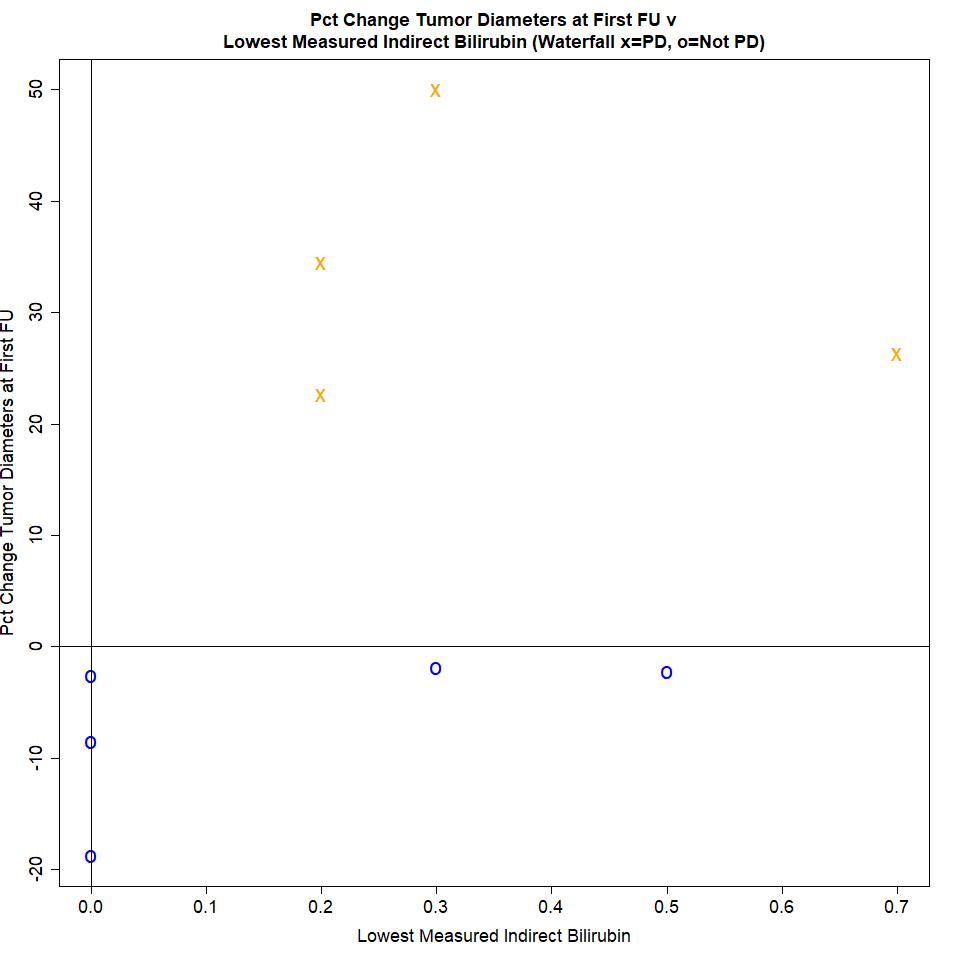 Pct Change Tumor Diameters at First FU v
Lowest Measured Indirect Bilirubin (Waterfall x=PD, o=Not PD)
Pct Change Tumor Diameters at First FU
50
40
30
20
10
0
-10
-20
X
X
X
X
O
O
O
O
O
0.0 0.1 0.2 0.3 0.4 0.5 0.6 0.7
Lowest Measured Indirect Bilirubin